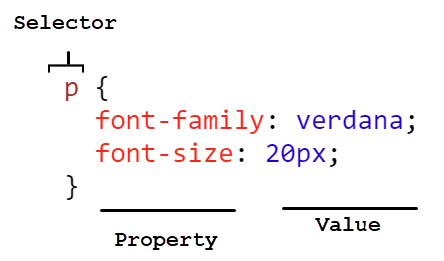 Selector
p {
font-family: verdana;
font-size: 20px;
}
Property
Value